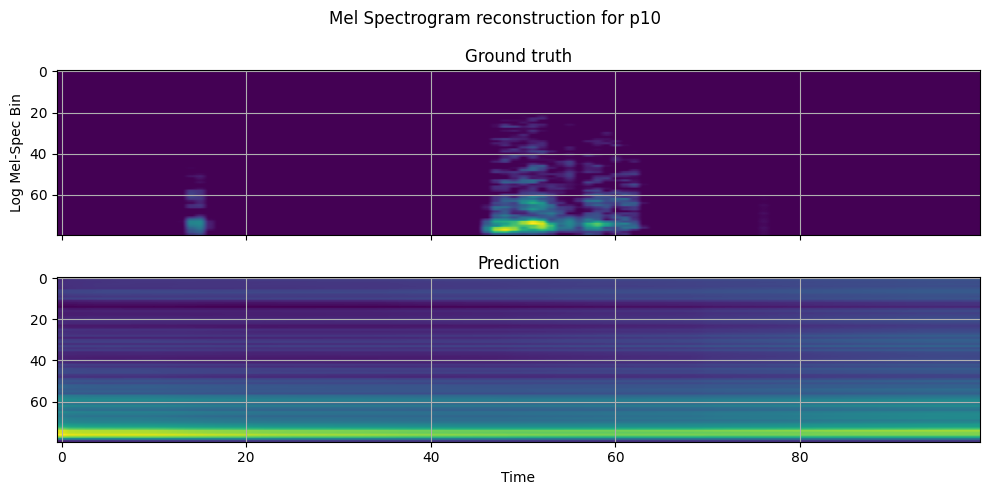 Mel Spectrogram reconstruction for p10
Ground truth
Log Mel-Spec Bin
0
20
40
60
Prediction
0
20
40
60
0 20 40 60 80
Time